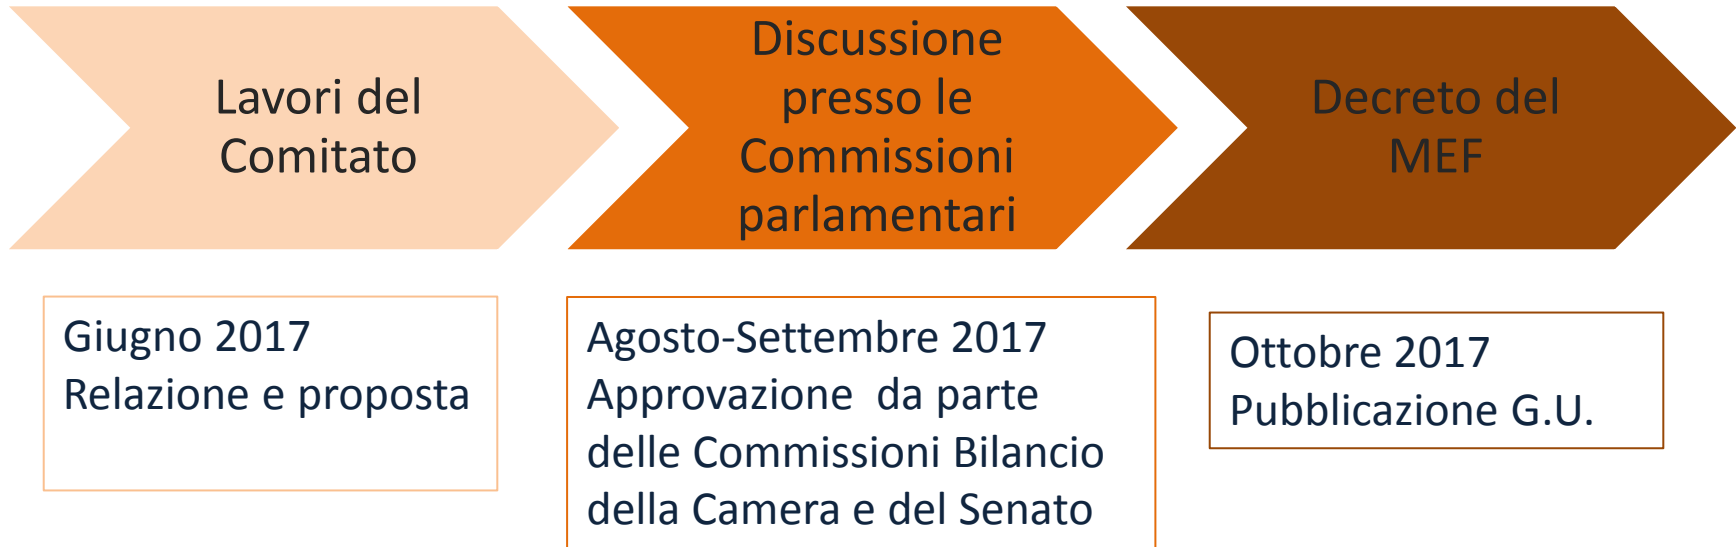 Lavori del
Comitato
Discussione
presso le
Commissioni
parlamentari
Decreto del
MEF
Giugno 2017
Relazione e proposta
Agosto-Settembre 2017
Approvazione  da parte
delle Commissioni Bilancio
della Camera e del Senato
Ottobre 2017
Pubblicazione G.U.